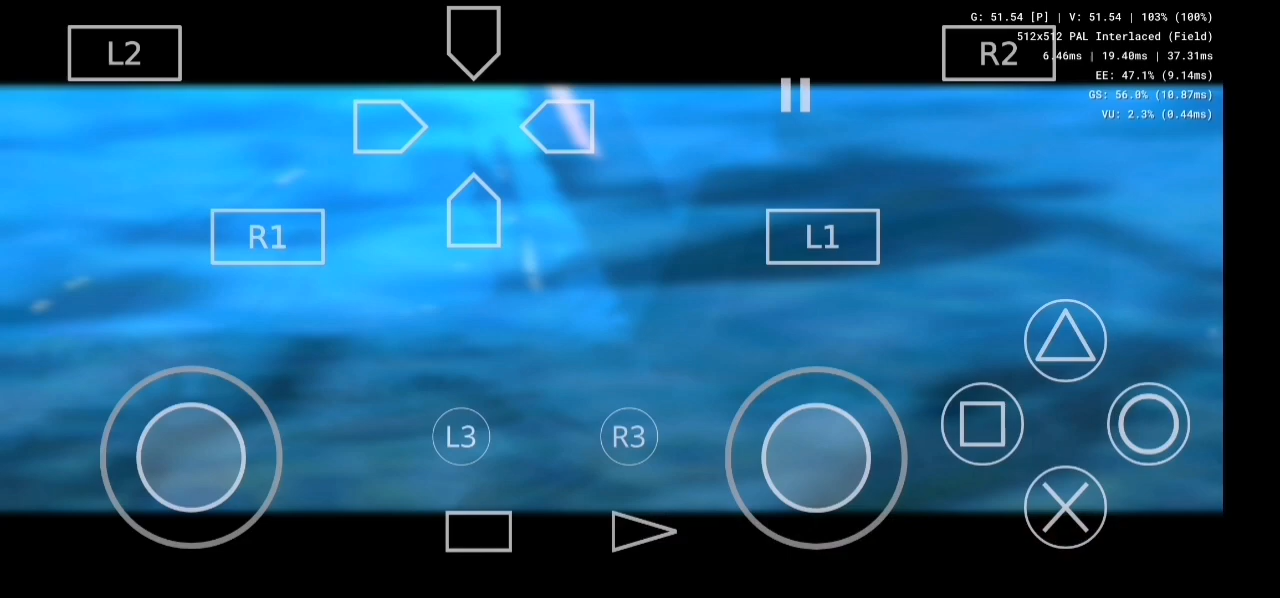 G: 51.54 [P] | V: 51.54 | 103% (100%)
512x512 PAL Interlaced (Field)
6.46ms | 19.40ms | 37.31ms
EE: 47.1% (9.14ms)
GS: 56.0% (10.87ms)
VU: 2.3% (0.44ms)
L2
R2
R1
L1
L3
R3